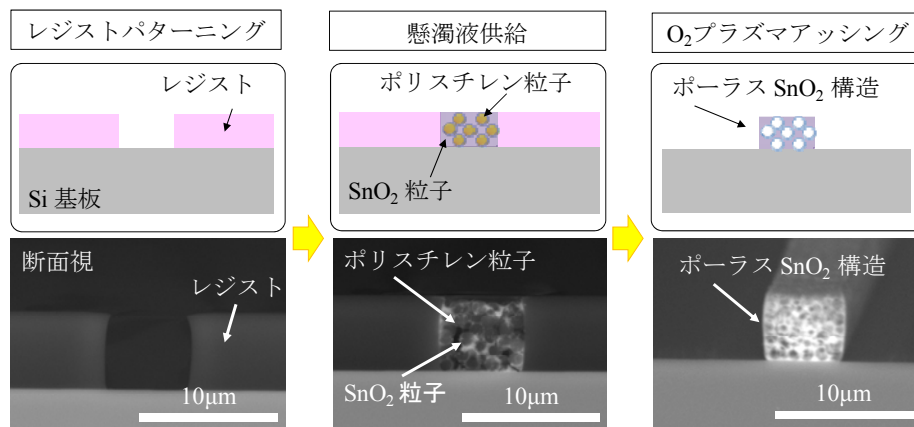 レジストパターニング
懸濁液供給
O₂プラズマアッシング
レジスト
Si 基板
ポリスチレン粒子
SnO₂ 粒子
ポーラス SnO₂ 構造
断面視
レジスト
10μm
ポリスチレン粒子
SnO₂ 粒子
10μm
ポーラス SnO₂ 構造
10μm